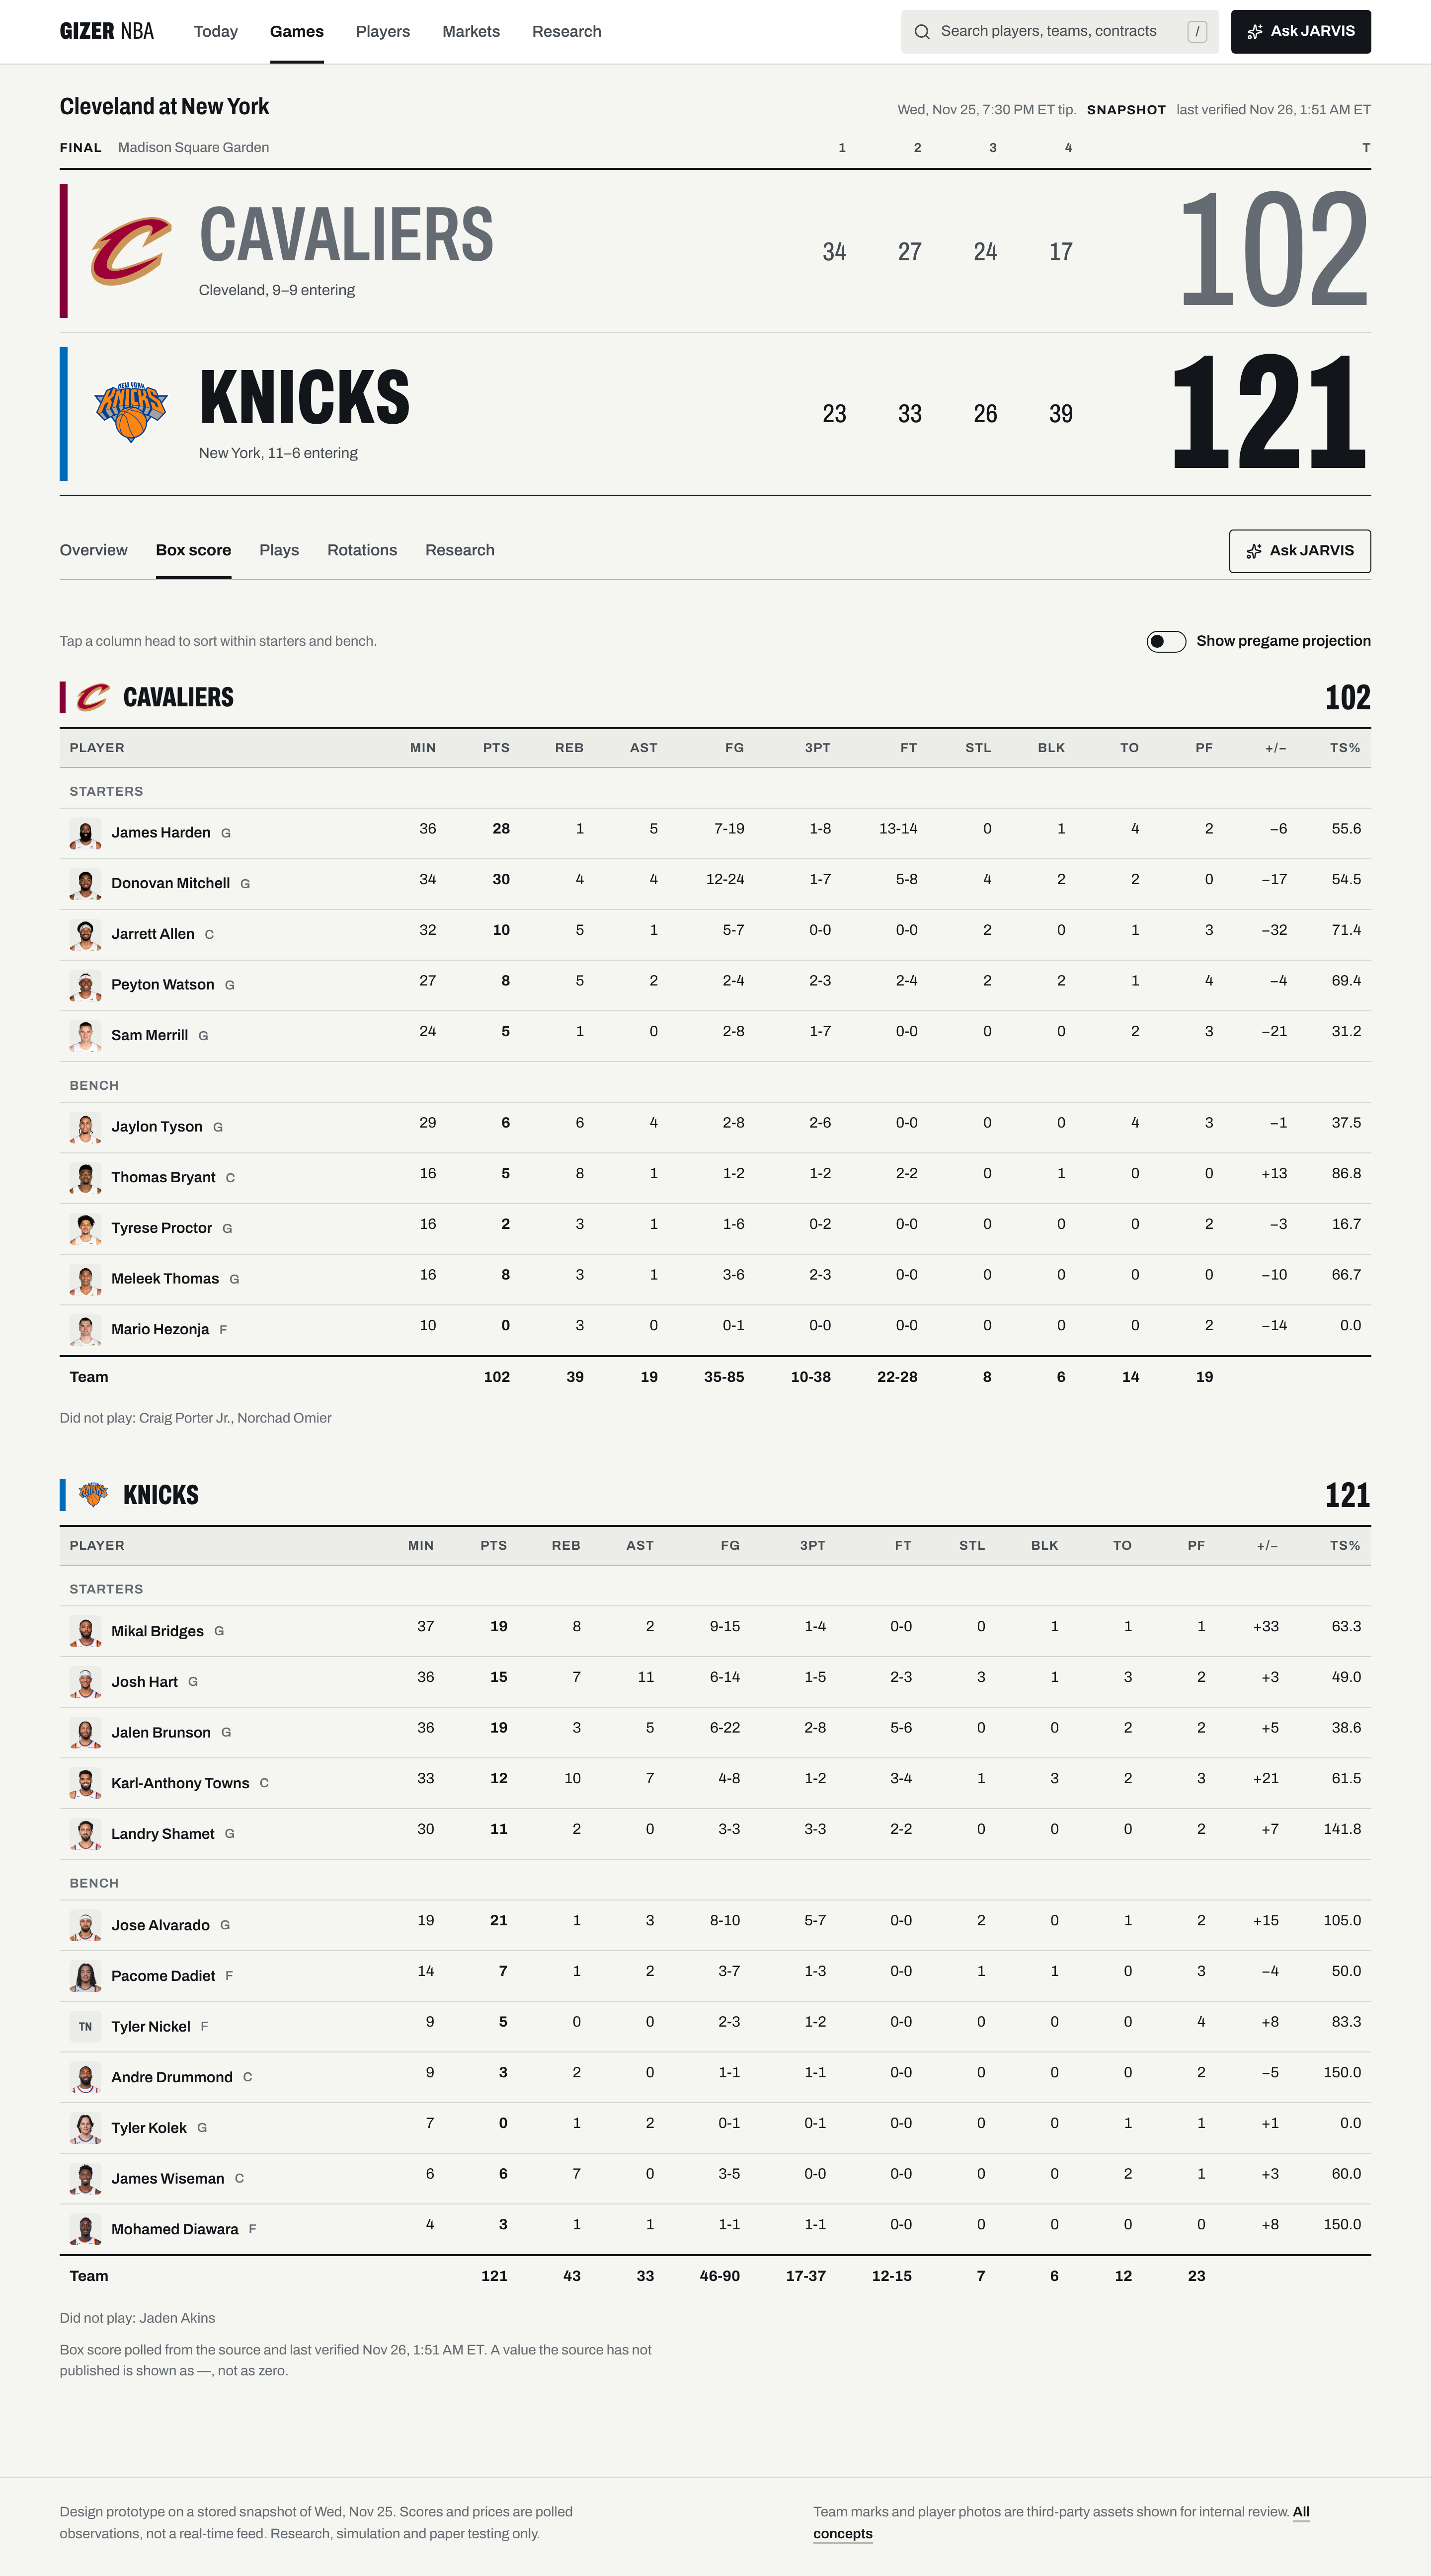 GIZER NBA Today Games Players Markets Research Search players, teams, contracts / Ask JARVIS
Cleveland at New York Wed, Nov 25, 7:30 PM ET tip. SNAPSHOT last verified Nov 26, 1:51 AM ET
FINAL Madison Square Garden 1 2 3 4 T
CAVALIERS 34 27 24 17 102
Cleveland, 9–9 entering
NEW YORK
KNICKS
KNICKS 23 33 26 39 121
New York, 11–6 entering
Overview Box score Plays Rotations Research Ask JARVIS
Tap a column head to sort within starters and bench. Show pregame projection
CAVALIERS 102
PLAYER MIN PTS REB AST FG 3PT FT STL BLK TO PF +/− TS%
STARTERS
James Harden G 36 28 1 5 7-19 1-8 13-14 0 1 4 2 −6 55.6
Donovan Mitchell G 34 30 4 4 12-24 1-7 5-8 4 2 2 0 −17 54.5
Jarrett Allen C 32 10 5 1 5-7 0-0 0-0 2 0 1 3 −32 71.4
Peyton Watson G 27 8 5 2 2-4 2-3 2-4 2 2 1 4 −4 69.4
Sam Merrill G 24 5 1 0 2-8 1-7 0-0 0 0 2 3 −21 31.2
BENCH
Jaylon Tyson G 29 6 6 4 2-8 2-6 0-0 0 0 4 3 −1 37.5
Thomas Bryant C 16 5 8 1 1-2 1-2 2-2 0 1 0 0 +13 86.8
Tyrese Proctor G 16 2 3 1 1-6 0-2 0-0 0 0 0 2 −3 16.7
Meleek Thomas G 16 8 3 1 3-6 2-3 0-0 0 0 0 0 −10 66.7
Mario Hezonja F 10 0 3 0 0-1 0-0 0-0 0 0 0 2 −14 0.0
Team 102 39 19 35-85 10-38 22-28 8 6 14 19
Did not play: Craig Porter Jr., Norchad Omier
KNICKS 121
PLAYER MIN PTS REB AST FG 3PT FT STL BLK TO PF +/− TS%
STARTERS
Mikal Bridges G 37 19 8 2 9-15 1-4 0-0 0 1 1 1 +33 63.3
Josh Hart G 36 15 7 11 6-14 1-5 2-3 3 1 3 2 +3 49.0
Jalen Brunson G 36 19 3 5 6-22 2-8 5-6 0 0 2 2 +5 38.6
Karl-Anthony Towns C 33 12 10 7 4-8 1-2 3-4 1 3 2 3 +21 61.5
Landry Shamet G 30 11 2 0 3-3 3-3 2-2 0 0 0 2 +7 141.8
BENCH
Jose Alvarado G 19 21 1 3 8-10 5-7 0-0 2 0 1 2 +15 105.0
Pacome Dadiet F 14 7 1 2 3-7 1-3 0-0 1 1 0 3 −4 50.0
TN Tyler Nickel F 9 5 0 0 2-3 1-2 0-0 0 0 0 4 +8 83.3
Andre Drummond C 9 3 2 0 1-1 1-1 0-0 0 0 0 2 −5 150.0
Tyler Kolek G 7 0 1 2 0-1 0-1 0-0 0 0 1 1 +1 0.0
James Wiseman C 6 6 7 0 3-5 0-0 0-0 0 0 2 1 +3 60.0
Mohamed Diawara F 4 3 1 1 1-1 1-1 0-0 0 0 0 0 +8 150.0
Team 121 43 33 46-90 17-37 12-15 7 6 12 23
Did not play: Jaden Akins
Box score polled from the source and last verified Nov 26, 1:51 AM ET. A value the source has not
published is shown as —, not as zero.
Design prototype on a stored snapshot of Wed, Nov 25. Scores and prices are polled
observations, not a real-time feed. Research, simulation and paper testing only.
Team marks and player photos are third-party assets shown for internal review. All
concepts